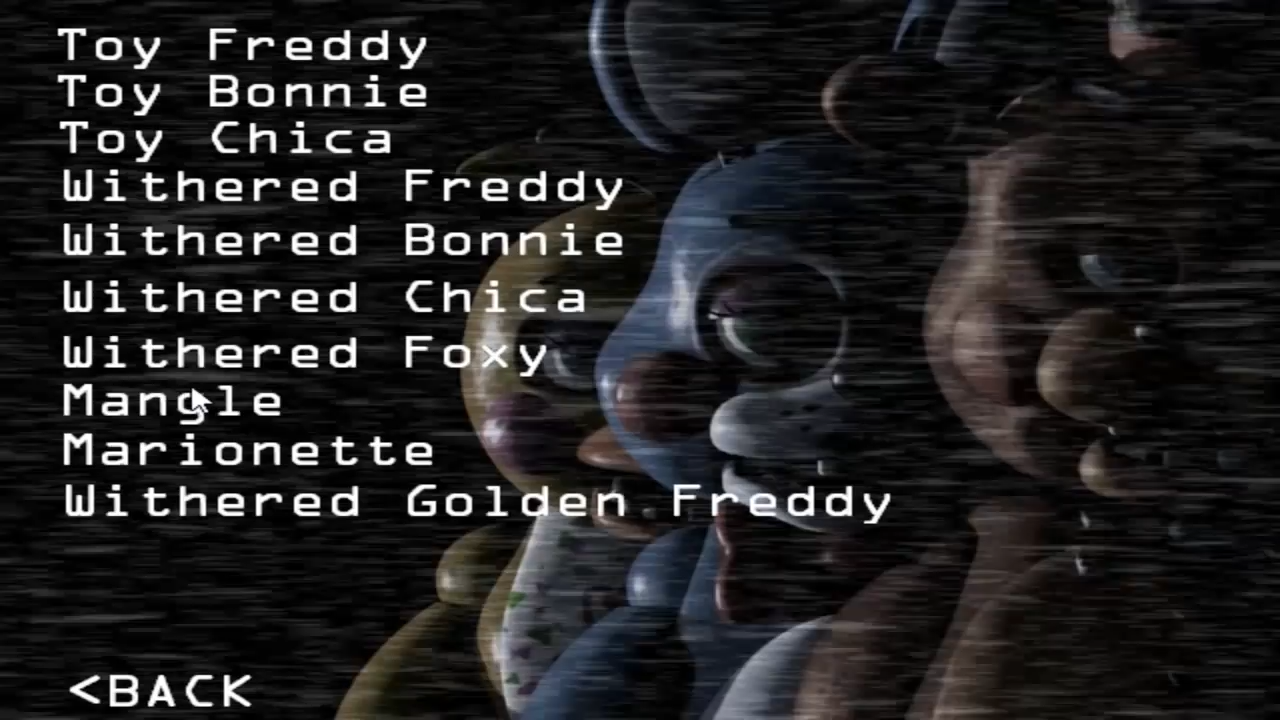 Toy Freddy
Toy Bonnie
Toy Chica
Withered Freddy
Withered Bonnie
Withered Chica
Withered Foxy
Mangle
Marionette
Withered Golden Freddy
<BACK